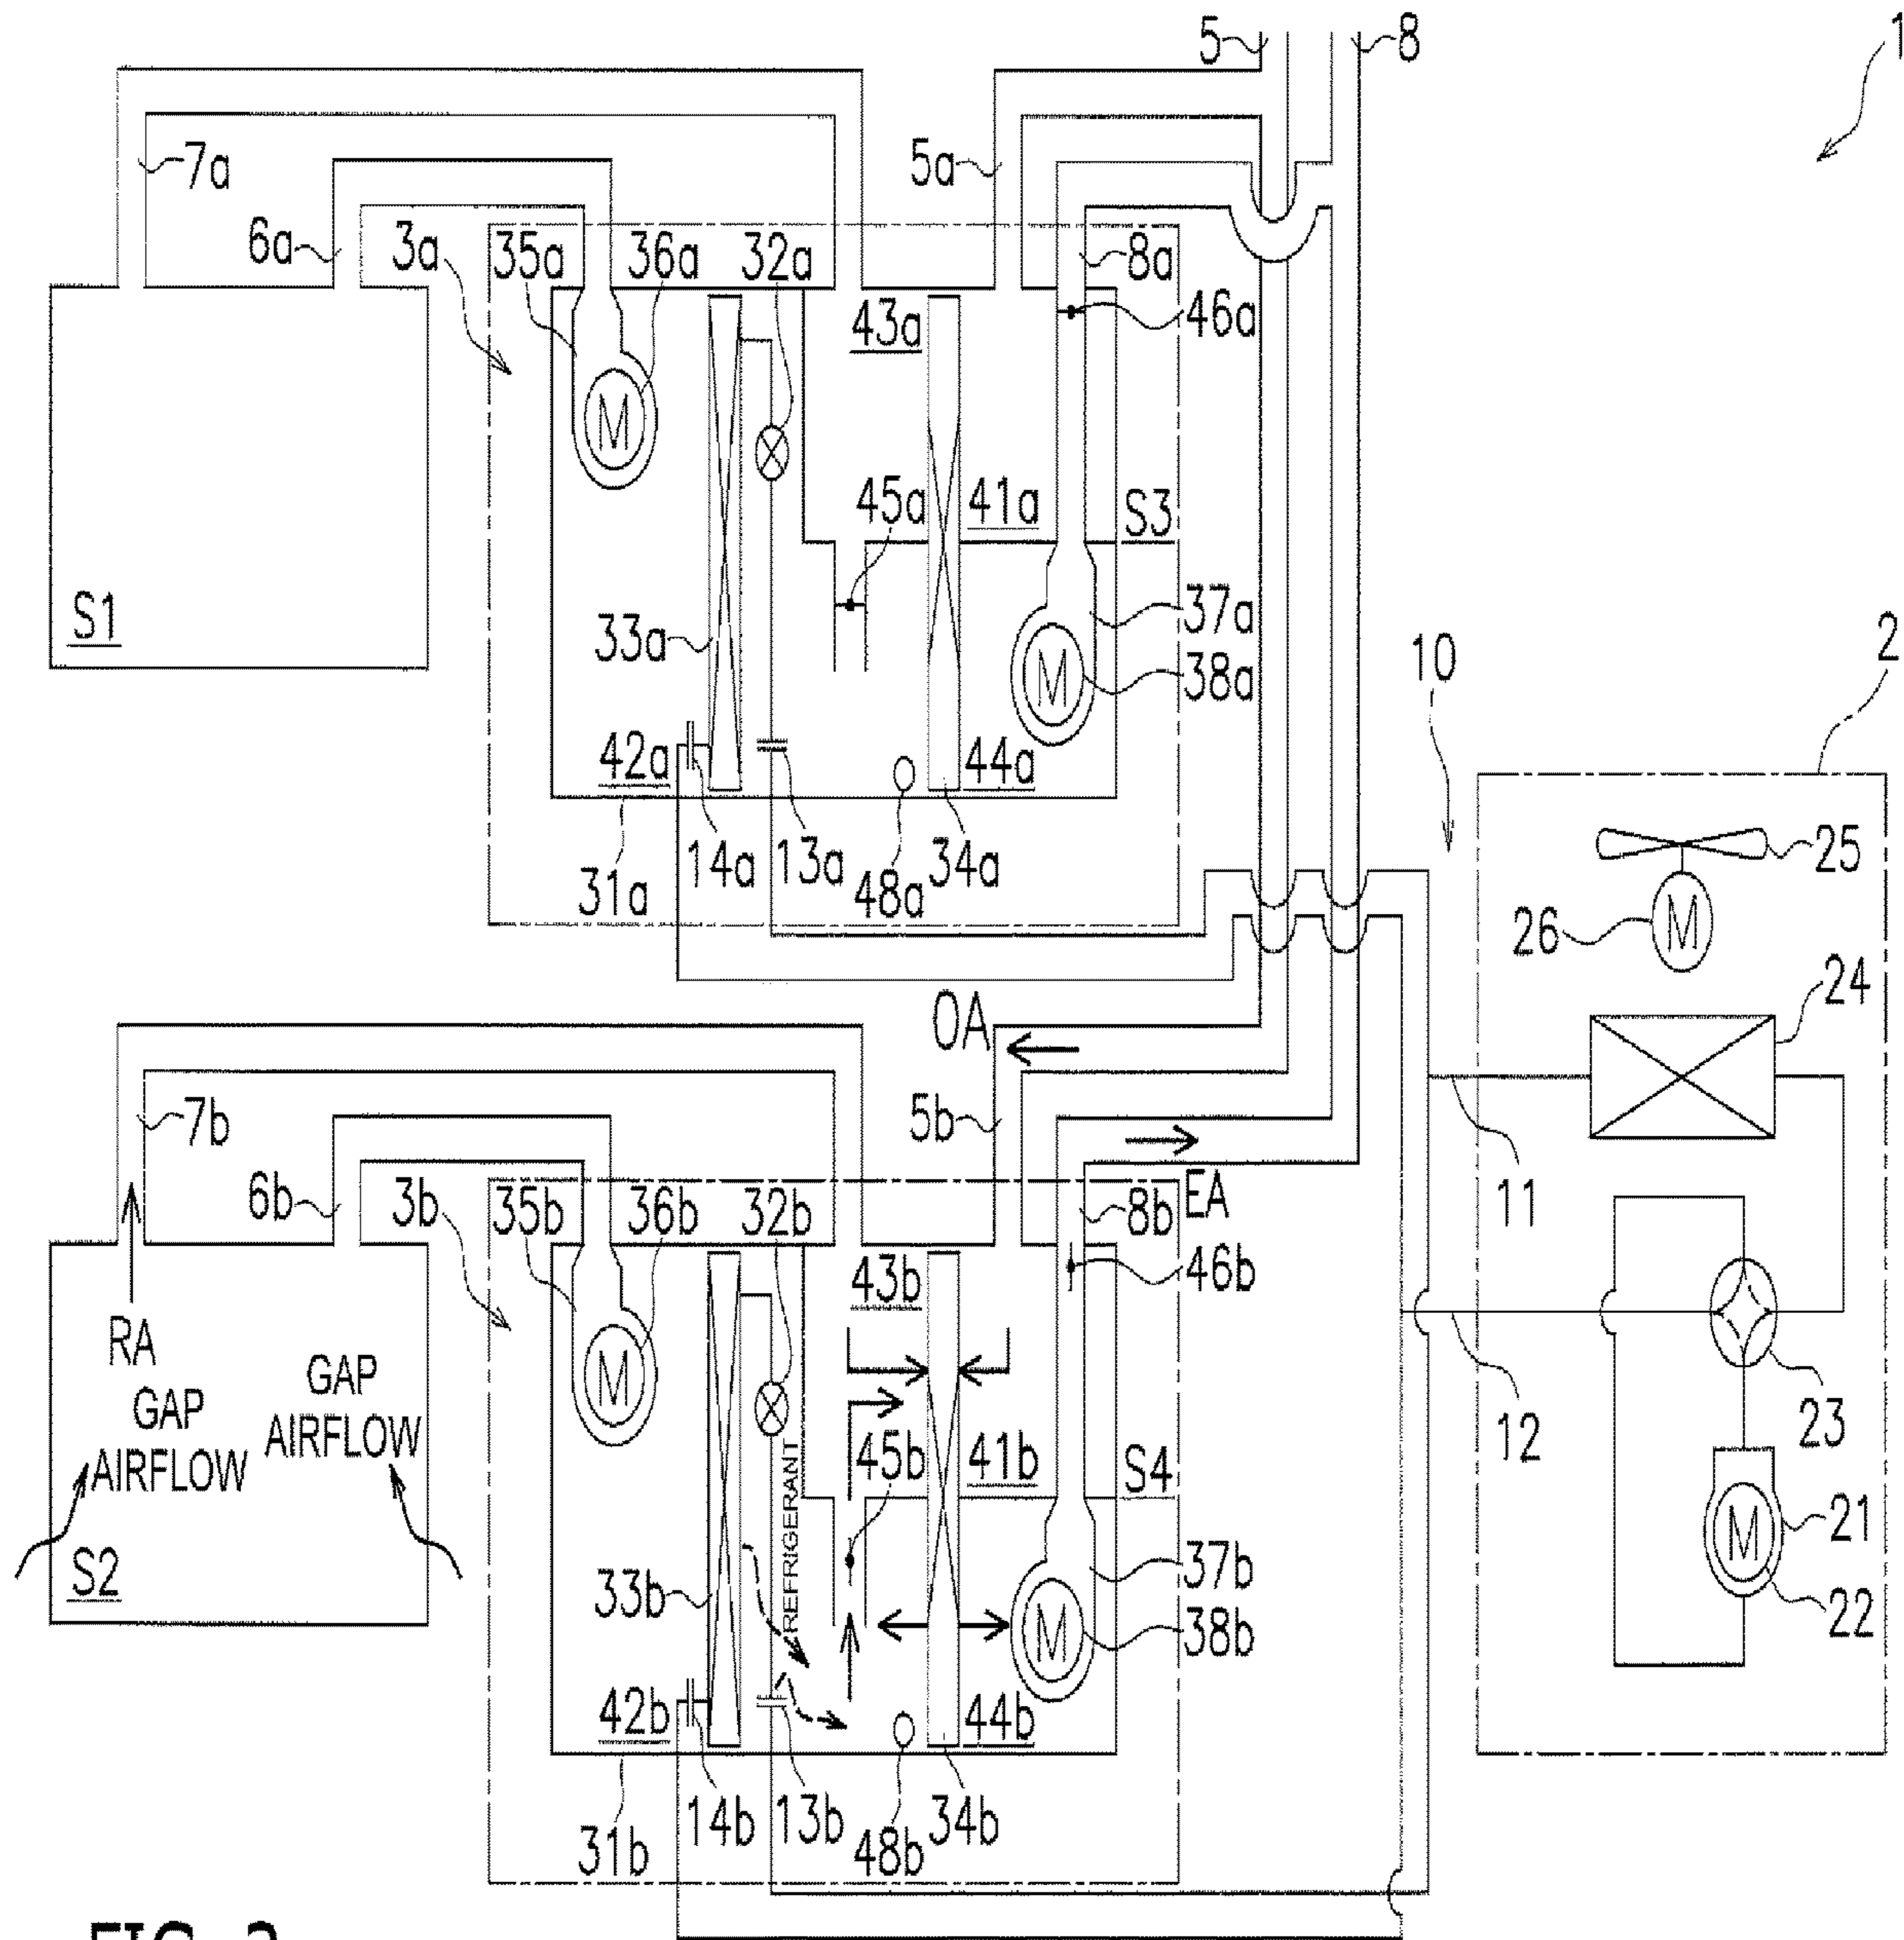 1
5
8
7a
5a
6a
3a
35a
36a
32a
8a
43a
46a
45a
41a
S3
S1
33a
37a
38a
10
2
42a
44a
14a
13a
34a
31a
48a
25
26
24
OA
7b
5b
11
6b
3b
35b
36b
32b
8b
EA
43b
46b
RA
GAP AIRFLOW
GAP AIRFLOW
12
23
REFRIGERANT
45b
41b
S4
21
S2
33b
37b
38b
22
42b
44b
14b
13b
34b
31b
48b
M
M
M
M
M
M